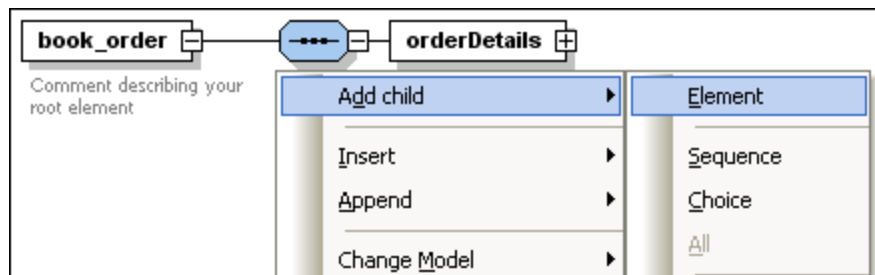 book_order
orderDetails
Comment describing your
root element
Add child
Element
Insert
Sequence
Append
Choice
All
Change Model